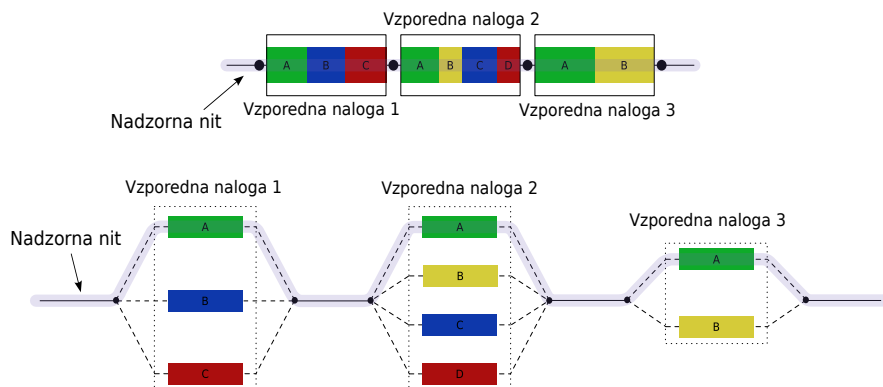 Vzporedna naloga 2
A B C A B C D A B
Vzporedna naloga 1 Vzporedna naloga 3
Nadzorna nit
Vzporedna naloga 1 Vzporedna naloga 2
Vzporedna naloga 3
A A
Nadzorna nit
A
B
B
C
B
C D